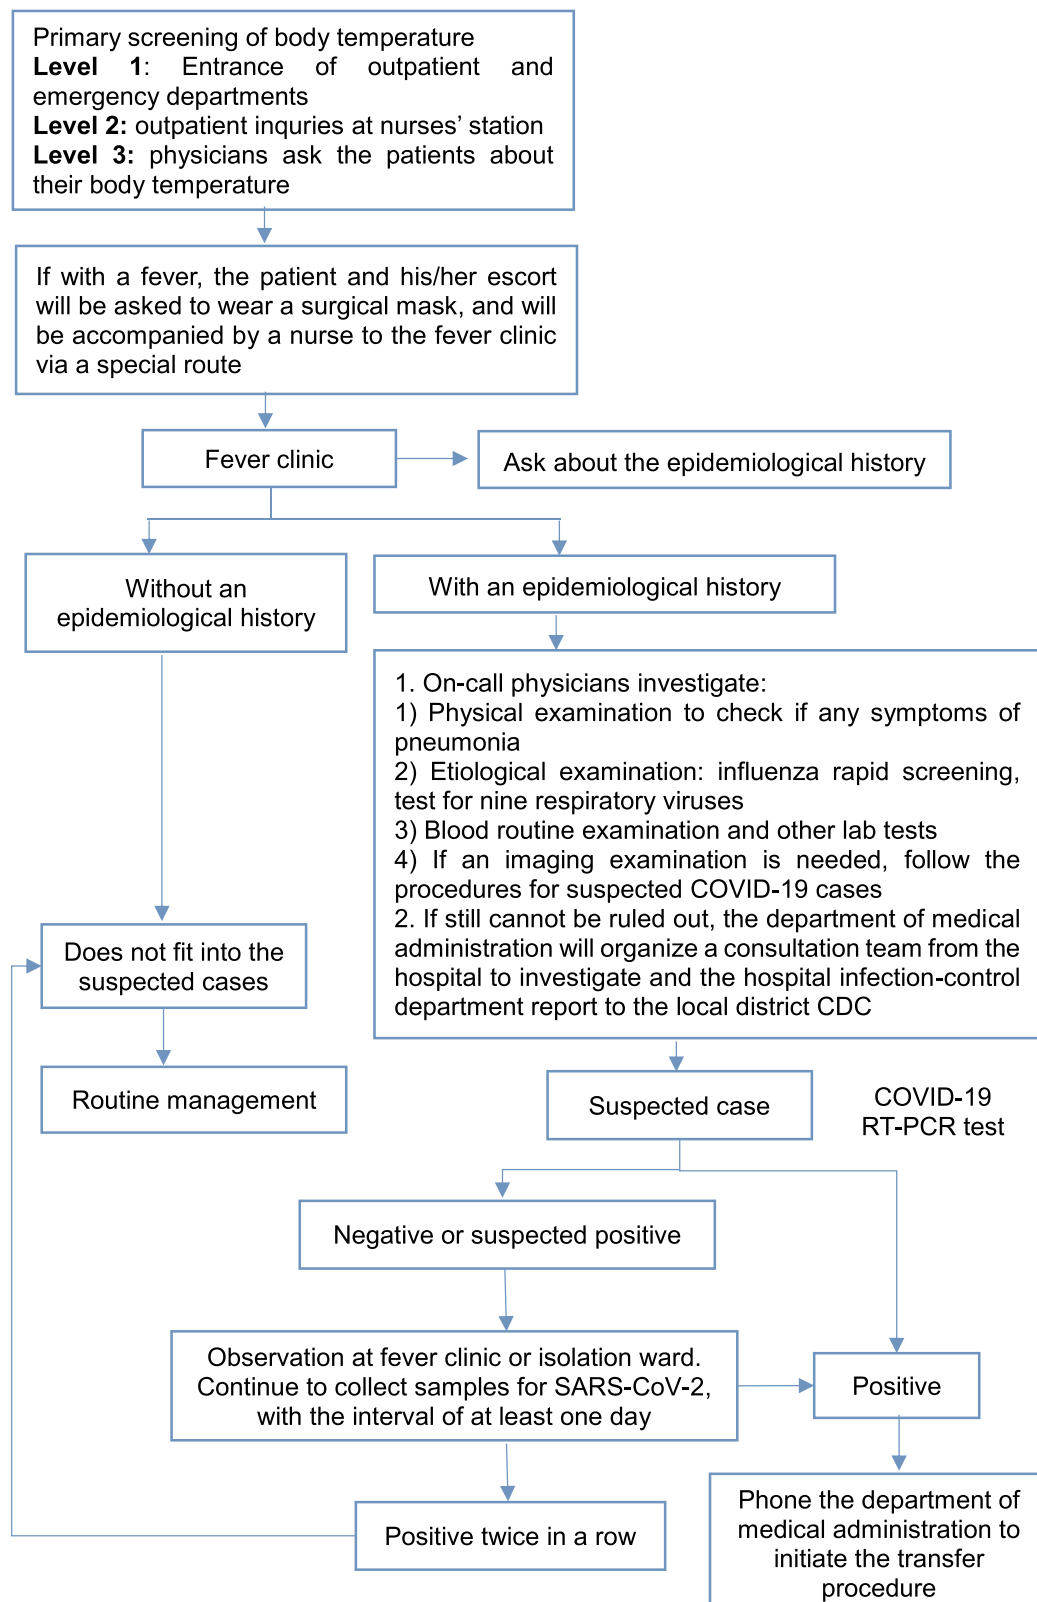 Primary screening of body temperature
Level 1: Entrance of outpatient and
emergency departments
Level 2: outpatient inquries at nurses’ station
Level 3: physicians ask the patients about
their body temperature
If with a fever, the patient and his/her escort
will be asked to wear a surgical mask, and will
be accompanied by a nurse to the fever clinic
via a special route
Fever clinic
Ask about the epidemiological history
Without an
epidemiological history
With an epidemiological history
1. On-call physicians investigate:
1) Physical examination to check if any symptoms of
pneumonia
2) Etiological examination: influenza rapid screening,
test for nine respiratory viruses
3) Blood routine examination and other lab tests
4) If an imaging examination is needed, follow the
procedures for suspected COVID-19 cases
2. If still cannot be ruled out, the department of medical
administration will organize a consultation team from the
hospital to investigate and the hospital infection-control
department report to the local district CDC
Does not fit into the
suspected cases
Routine management
Suspected case
COVID-19
RT-PCR test
Negative or suspected positive
Observation at fever clinic or isolation ward.
Continue to collect samples for SARS-CoV-2,
with the interval of at least one day
Positive
Positive twice in a row
Phone the department of
medical administration to
initiate the transfer
procedure